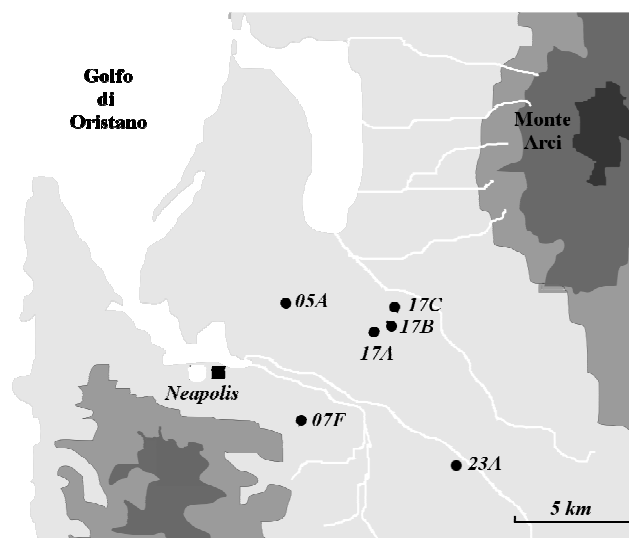 Golfo
di
Oristano
Monte
Arci
05A
17C
17B
17A
Neapolis
07F
23A
5 km